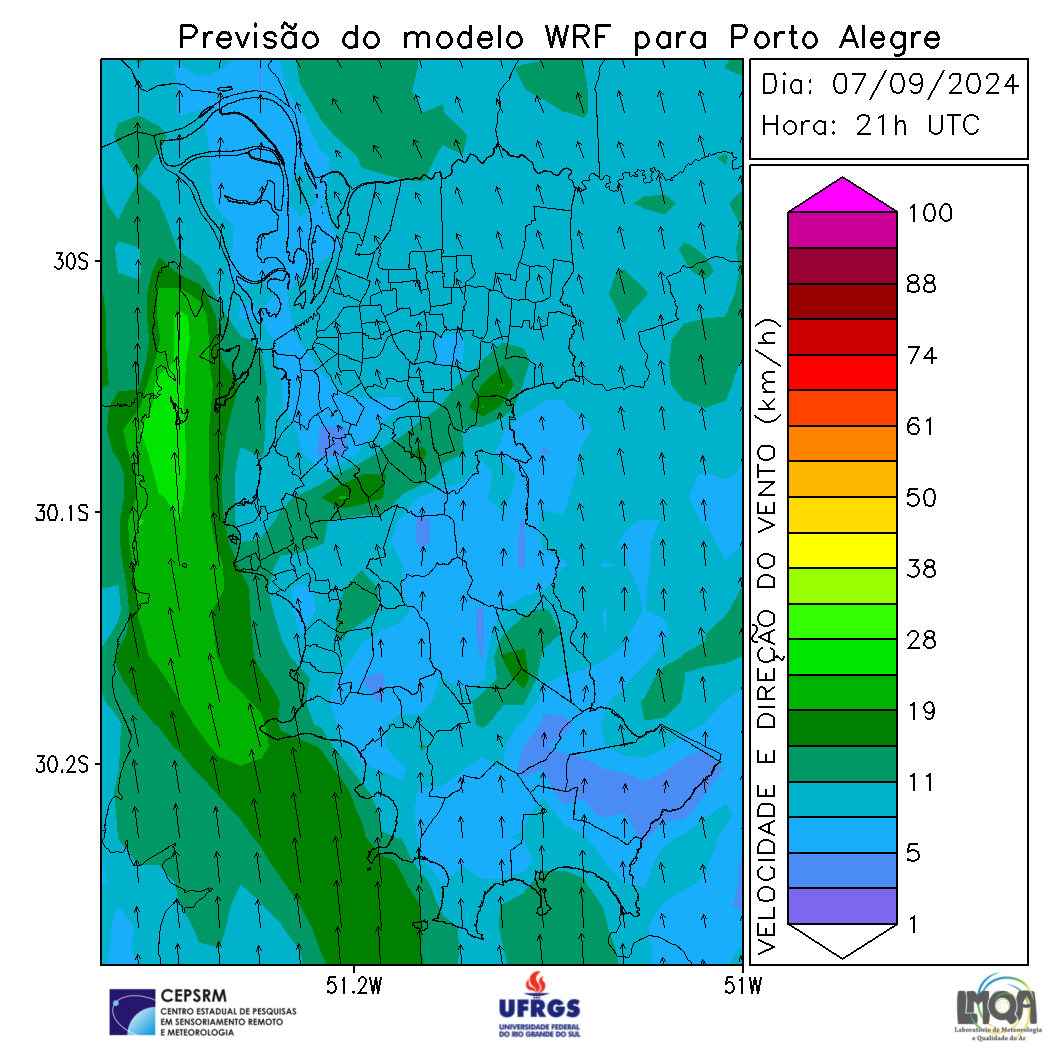 Previsão do modelo WRF para Porto Alegre
Dia: 07/09/2024
Hora: 21h UTC
30S
30.1S
30.2S
51.2W
51W
VELOCIDADE E DIREÇÃO DO VENTO (km/h)
100
88
74
61
50
38
28
19
11
5
1
CEPSRM
CENTRO ESTADUAL DE PESQUISAS
EM SENSORIAMENTO REMOTO
E METEOROLOGIA
UFRGS
UNIVERSIDADE FEDERAL
DO RIO GRANDE DO SUL
LMQA
Laboratório de Meteorologia
e Qualidade do Ar